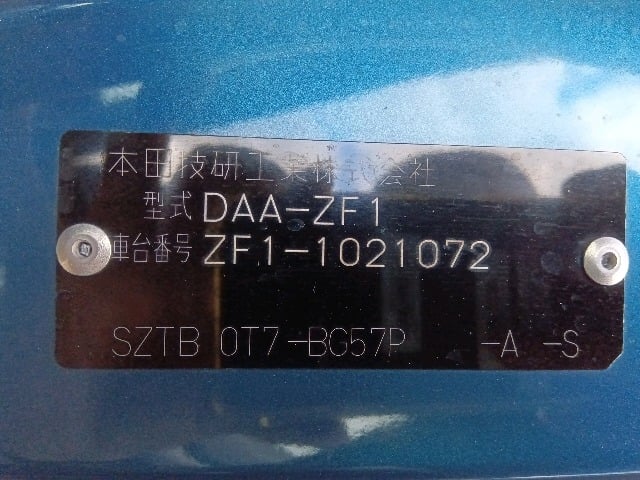 本田技研工業株式会社
型式 DAA-ZF1
車台番号 ZF1-1021072
SZTB 0T7-BG57P -A -S